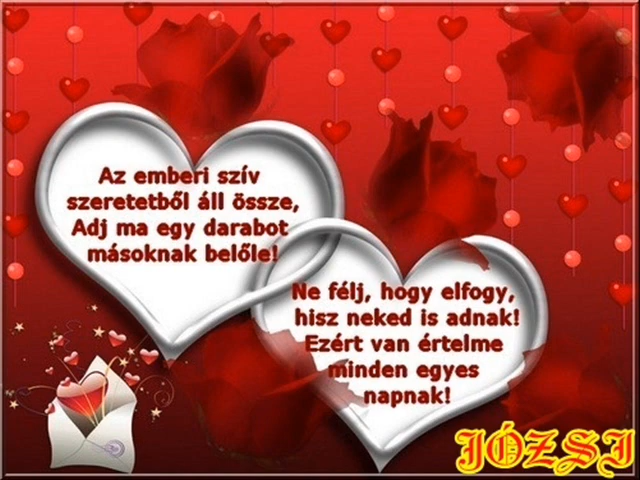 Az emberi szív
szeretetből áll össze,
Adj ma egy darabot
másoknak belőle!
Ne félj, hogy elfogy,
hisz neked is adnak!
Ezért van értelme
minden egyes
napnak!
JÓZSI